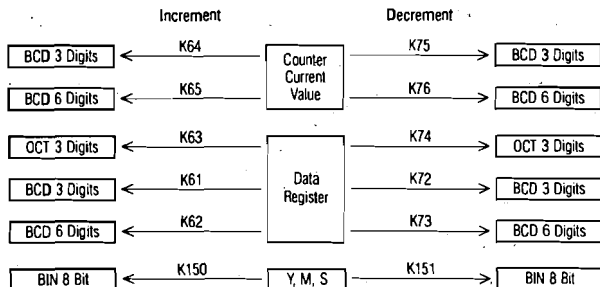 Increment Decrement
K64 K75
BCD 3 Digits Counter Current Value BCD 3 Digits
K65 K76
BCD 6 Digits BCD 6 Digits
K63 K74
OCT 3 Digits OCT 3 Digits
K61 Data Register K72
BCD 3 Digits BCD 3 Digits
K62 K73
BCD 6 Digits BCD 6 Digits
K150 K151
BIN 8 Bit Y, M, S BIN 8 Bit